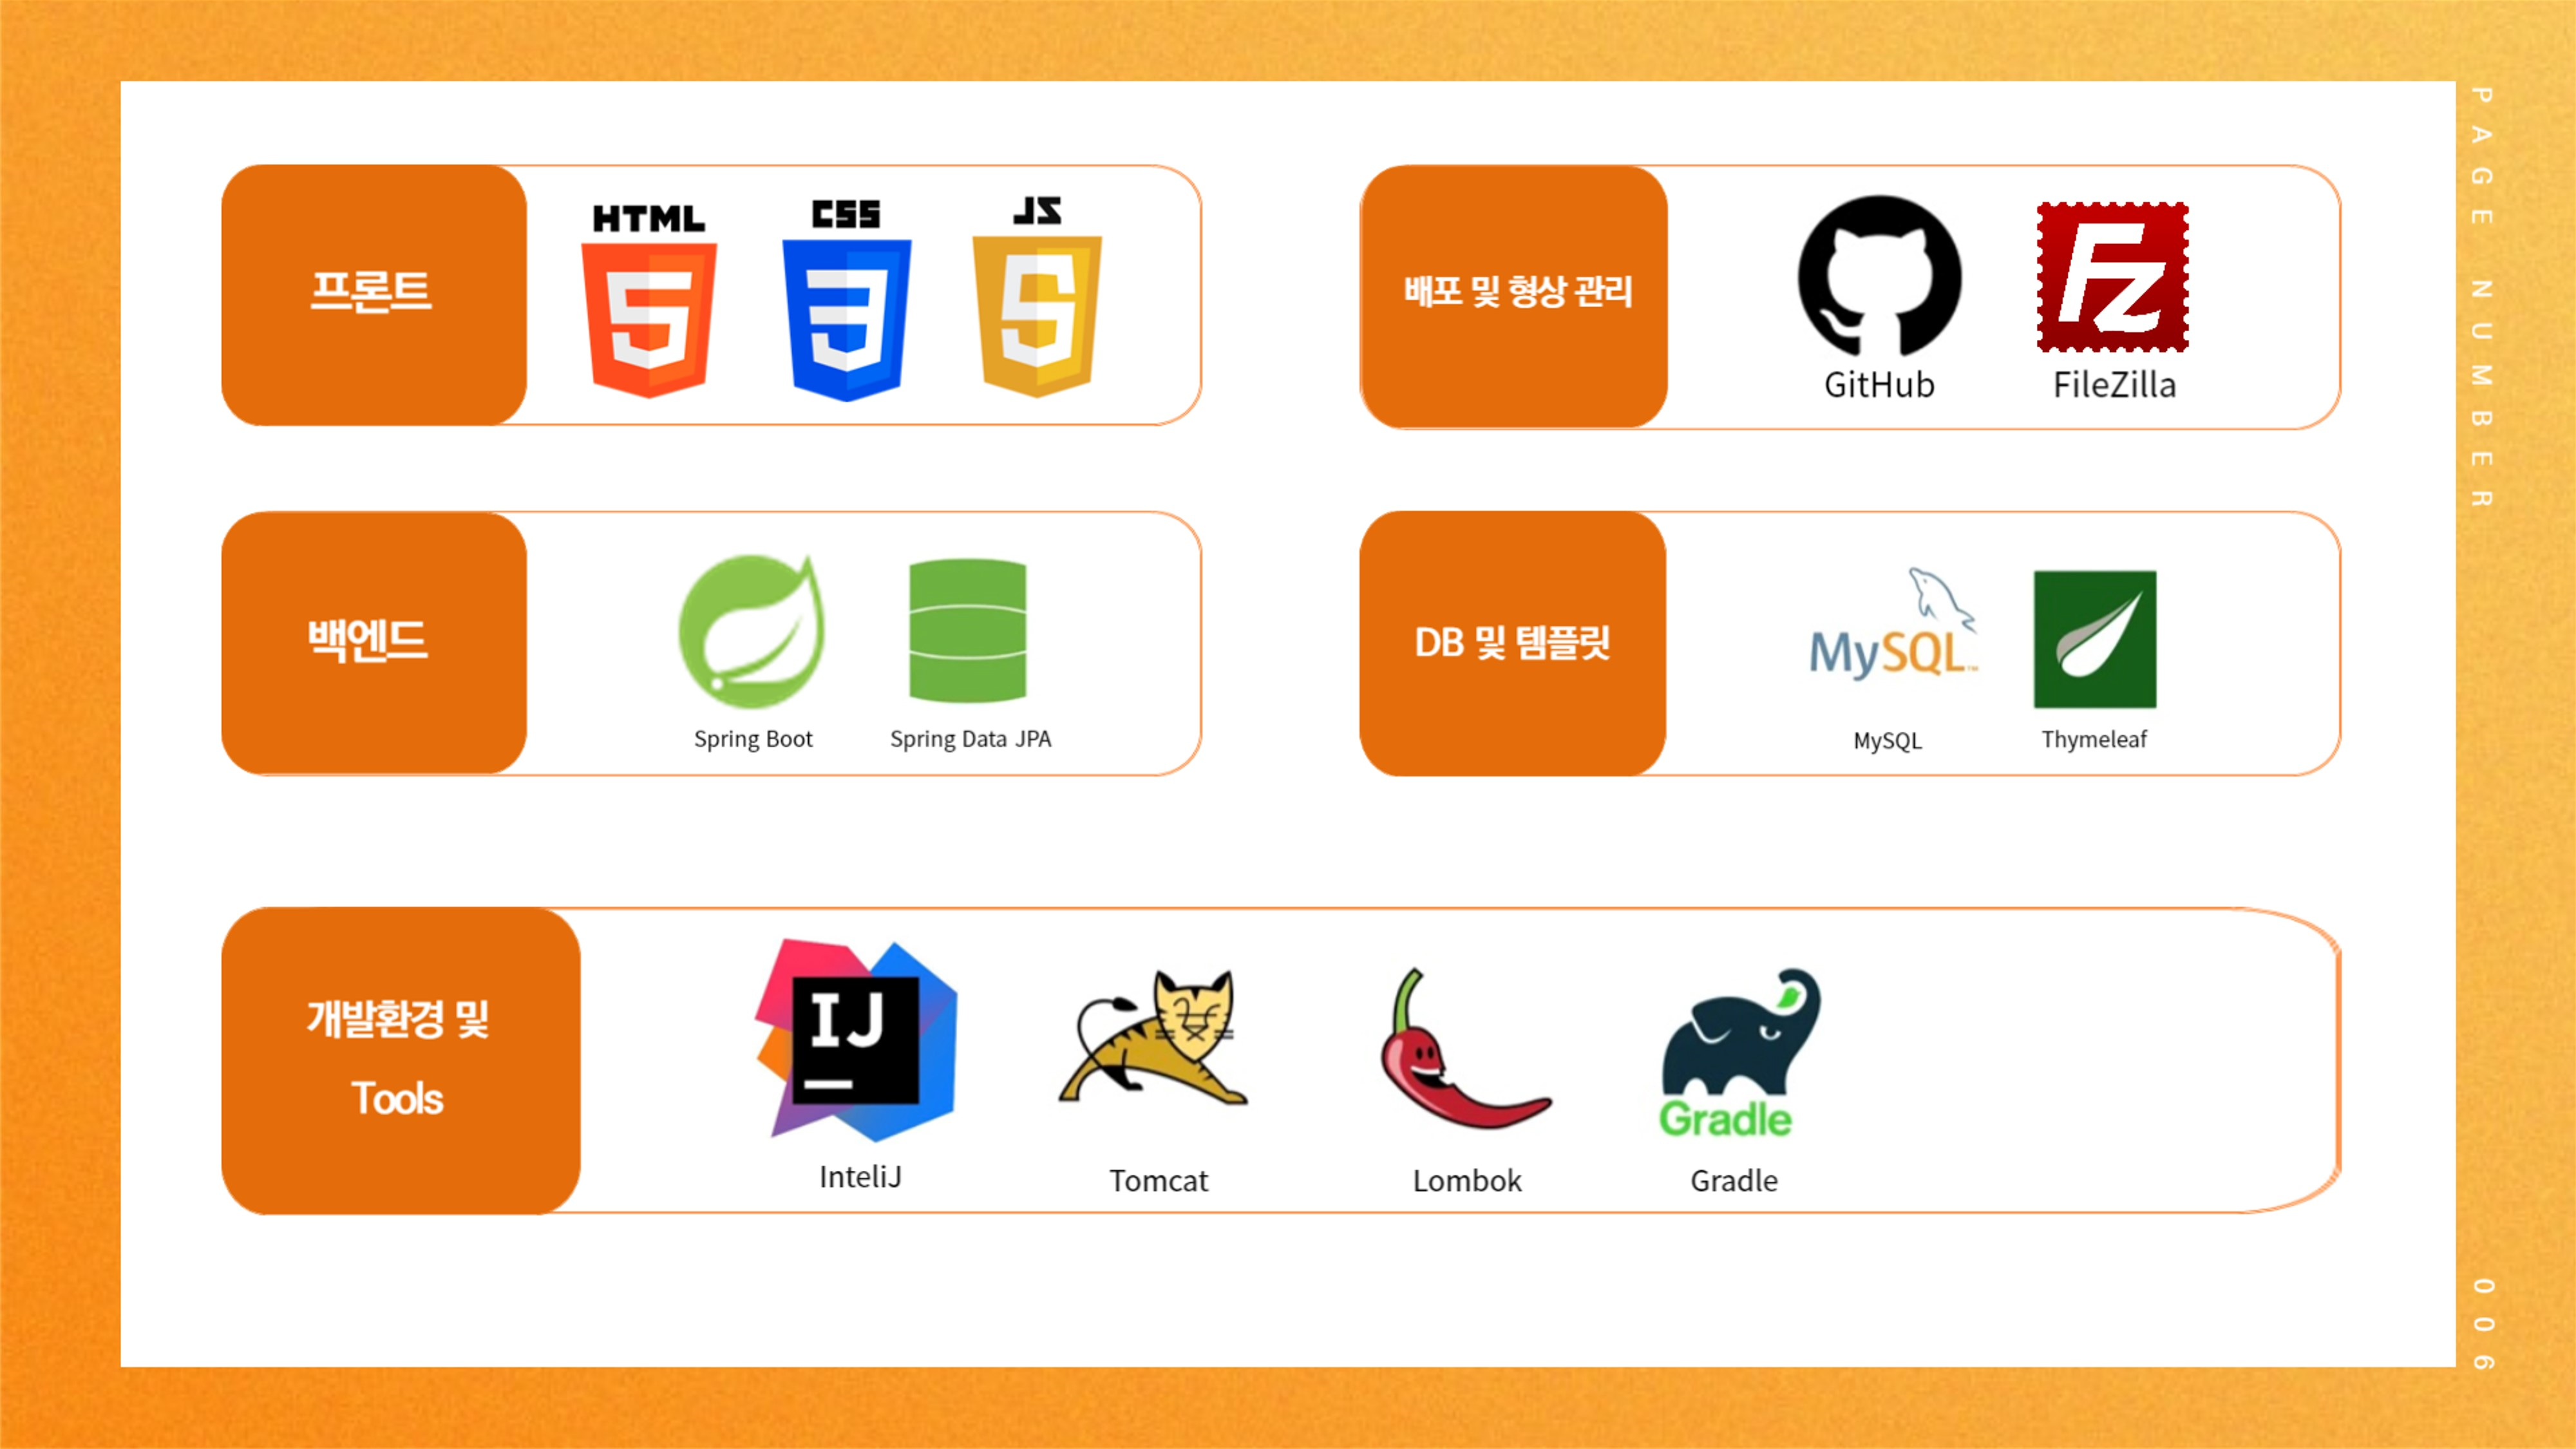 프론트
HTML
5
CSS
3
JS
5
배포 및 형상 관리
GitHub
Fz
FileZilla
백엔드
Spring Boot
Spring Data JPA
DB 및 템플릿
MySQL™
MySQL
Thymeleaf
개발환경 및
Tools
IJ
InteliJ
Tomcat
Lombok
Gradle
Gradle
PAGE NUMBER
006